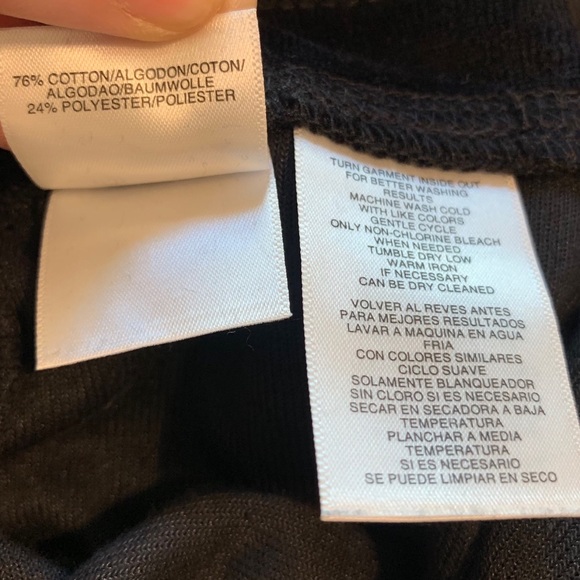 76% COTTON/ALGODON/COTON/
ALGODAO/BAUMWOLLE
24% POLYESTER/POLIESTER
TURN GARMENT INSIDE OUT
FOR BETTER WASHING
RESULTS
MACHINE WASH COLD
WITH LIKE COLORS
GENTLE CYCLE
ONLY NON-CHLORINE BLEACH
WHEN NEEDED
TUMBLE DRY LOW
WARM IRON
IF NECESSARY
CAN BE DRY CLEANED
VOLVER AL REVES ANTES
PARA MEJORES RESULTADOS
LAVAR A MAQUINA EN AGUA
FRIA
CON COLORES SIMILARES
CICLO SUAVE
SOLAMENTE BLANQUEADOR
SIN CLORO SI ES NECESARIO
SECAR EN SECADORA A BAJA
TEMPERATURA
PLANCHAR A MEDIA
TEMPERATURA
SI ES NECESARIO
SE PUEDE LIMPIAR EN SECO